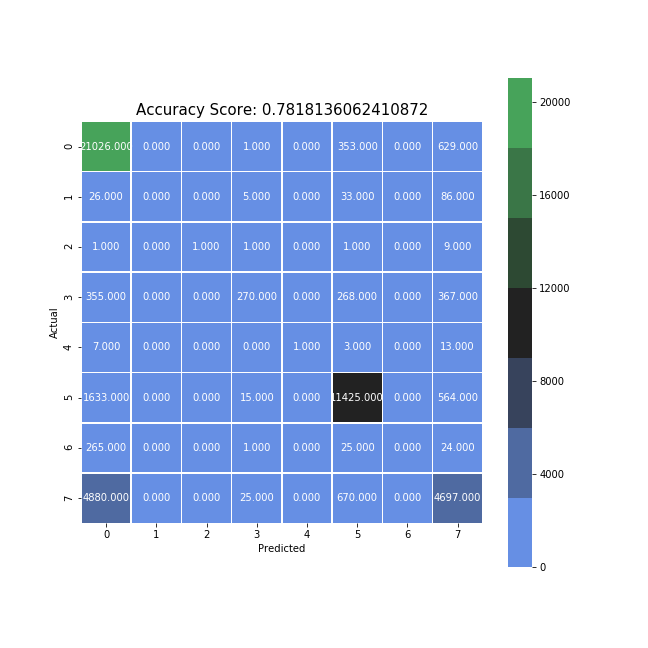 Accuracy Score: 0.7818136062410872
0 21026.000 0.000 0.000 1.000 0.000 353.000 0.000 629.000
1 26.000 0.000 0.000 5.000 0.000 33.000 0.000 86.000
2 1.000 0.000 1.000 1.000 0.000 1.000 0.000 9.000
3 355.000 0.000 0.000 270.000 0.000 268.000 0.000 367.000
4 7.000 0.000 0.000 0.000 1.000 3.000 0.000 13.000
5 1633.000 0.000 0.000 15.000 0.000 11425.000 0.000 564.000
6 265.000 0.000 0.000 1.000 0.000 25.000 0.000 24.000
7 4880.000 0.000 0.000 25.000 0.000 670.000 0.000 4697.000
0 1 2 3 4 5 6 7
Predicted
Actual
20000
16000
12000
8000
4000
0